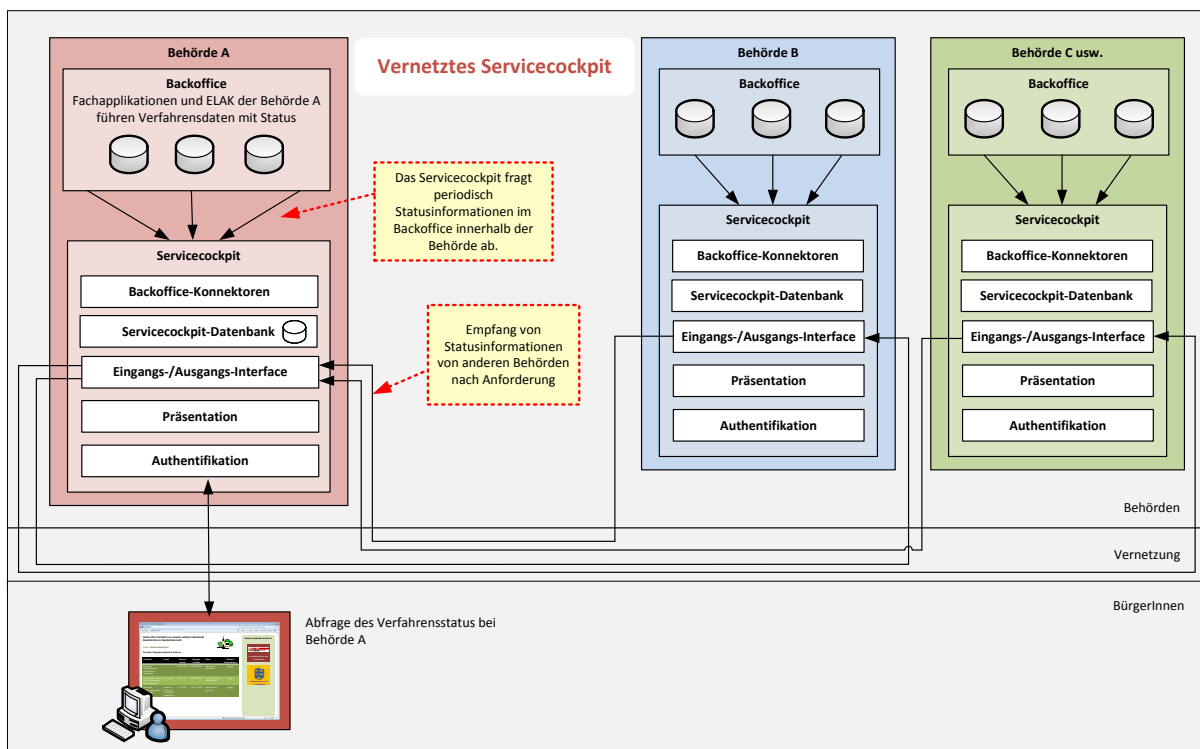 Behörde A
Backoffice
Fachapplikationen und ELAK der Behörde A
führen Verfahrensdaten mit Status
Servicecockpit
Backoffice-Konnektoren
Servicecockpit-Datenbank
Eingangs-/Ausgangs-Interface
Präsentation
Authentifikation
Vernetztes Servicecockpit
Das Servicecockpit fragt
periodisch
Statusinformationen im
Backoffice innerhalb der
Behörde ab.
Empfang von
Statusinformationen
von anderen Behörden
nach Anforderung
Behörde B
Backoffice
Servicecockpit
Backoffice-Konnektoren
Servicecockpit-Datenbank
Eingangs-/Ausgangs-Interface
Präsentation
Authentifikation
Behörde C usw.
Backoffice
Servicecockpit
Backoffice-Konnektoren
Servicecockpit-Datenbank
Eingangs-/Ausgangs-Interface
Präsentation
Authentifikation
Behörden
Vernetzung
BürgerInnen
Abfrage des Verfahrensstatus bei
Behörde A